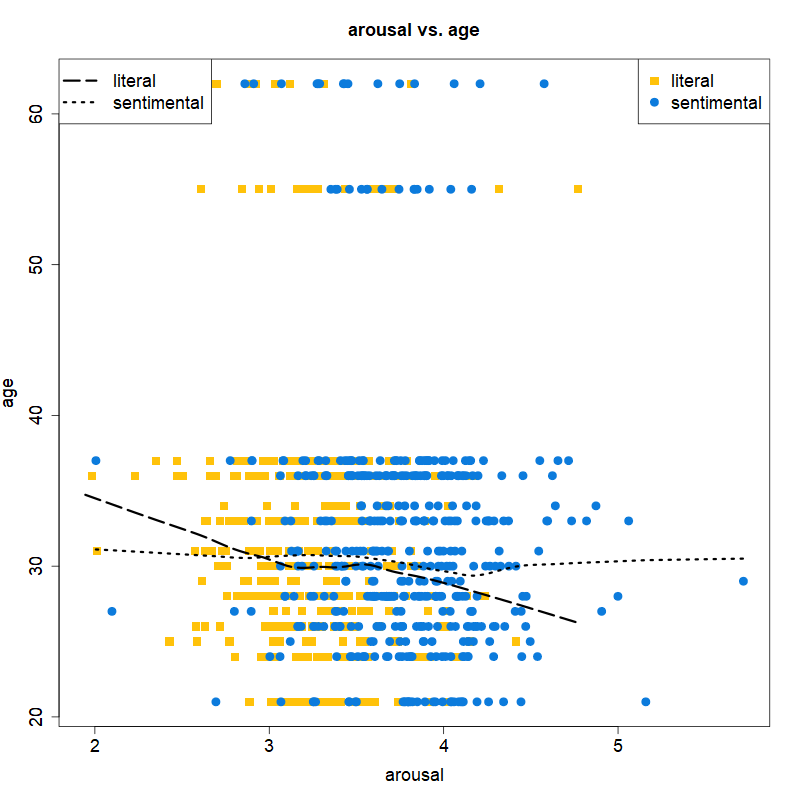 arousal vs. age
literal
sentimental
literal
sentimental
60
50
40
30
20
age
2 3 4 5
arousal